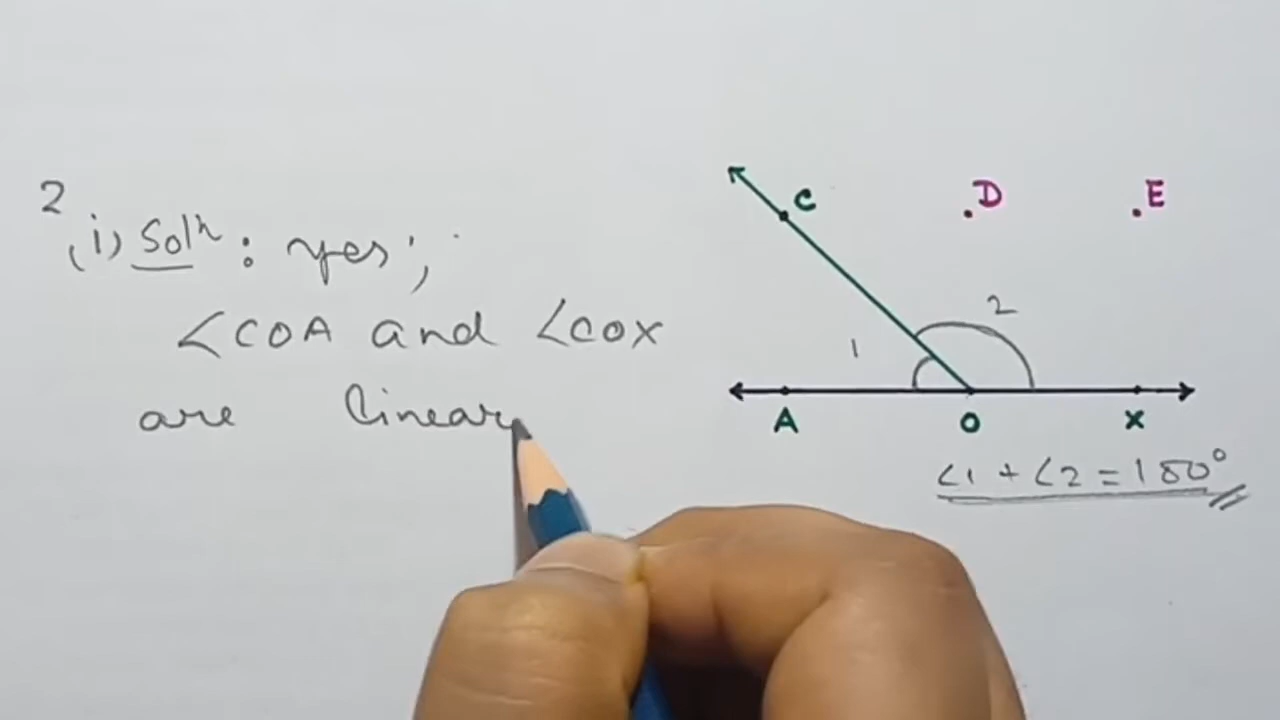 2
(i) Solⁿ: yes;
∠COA and ∠COX
are linear
C
D
E
2
1
A O X
∠1 + ∠2 = 180°